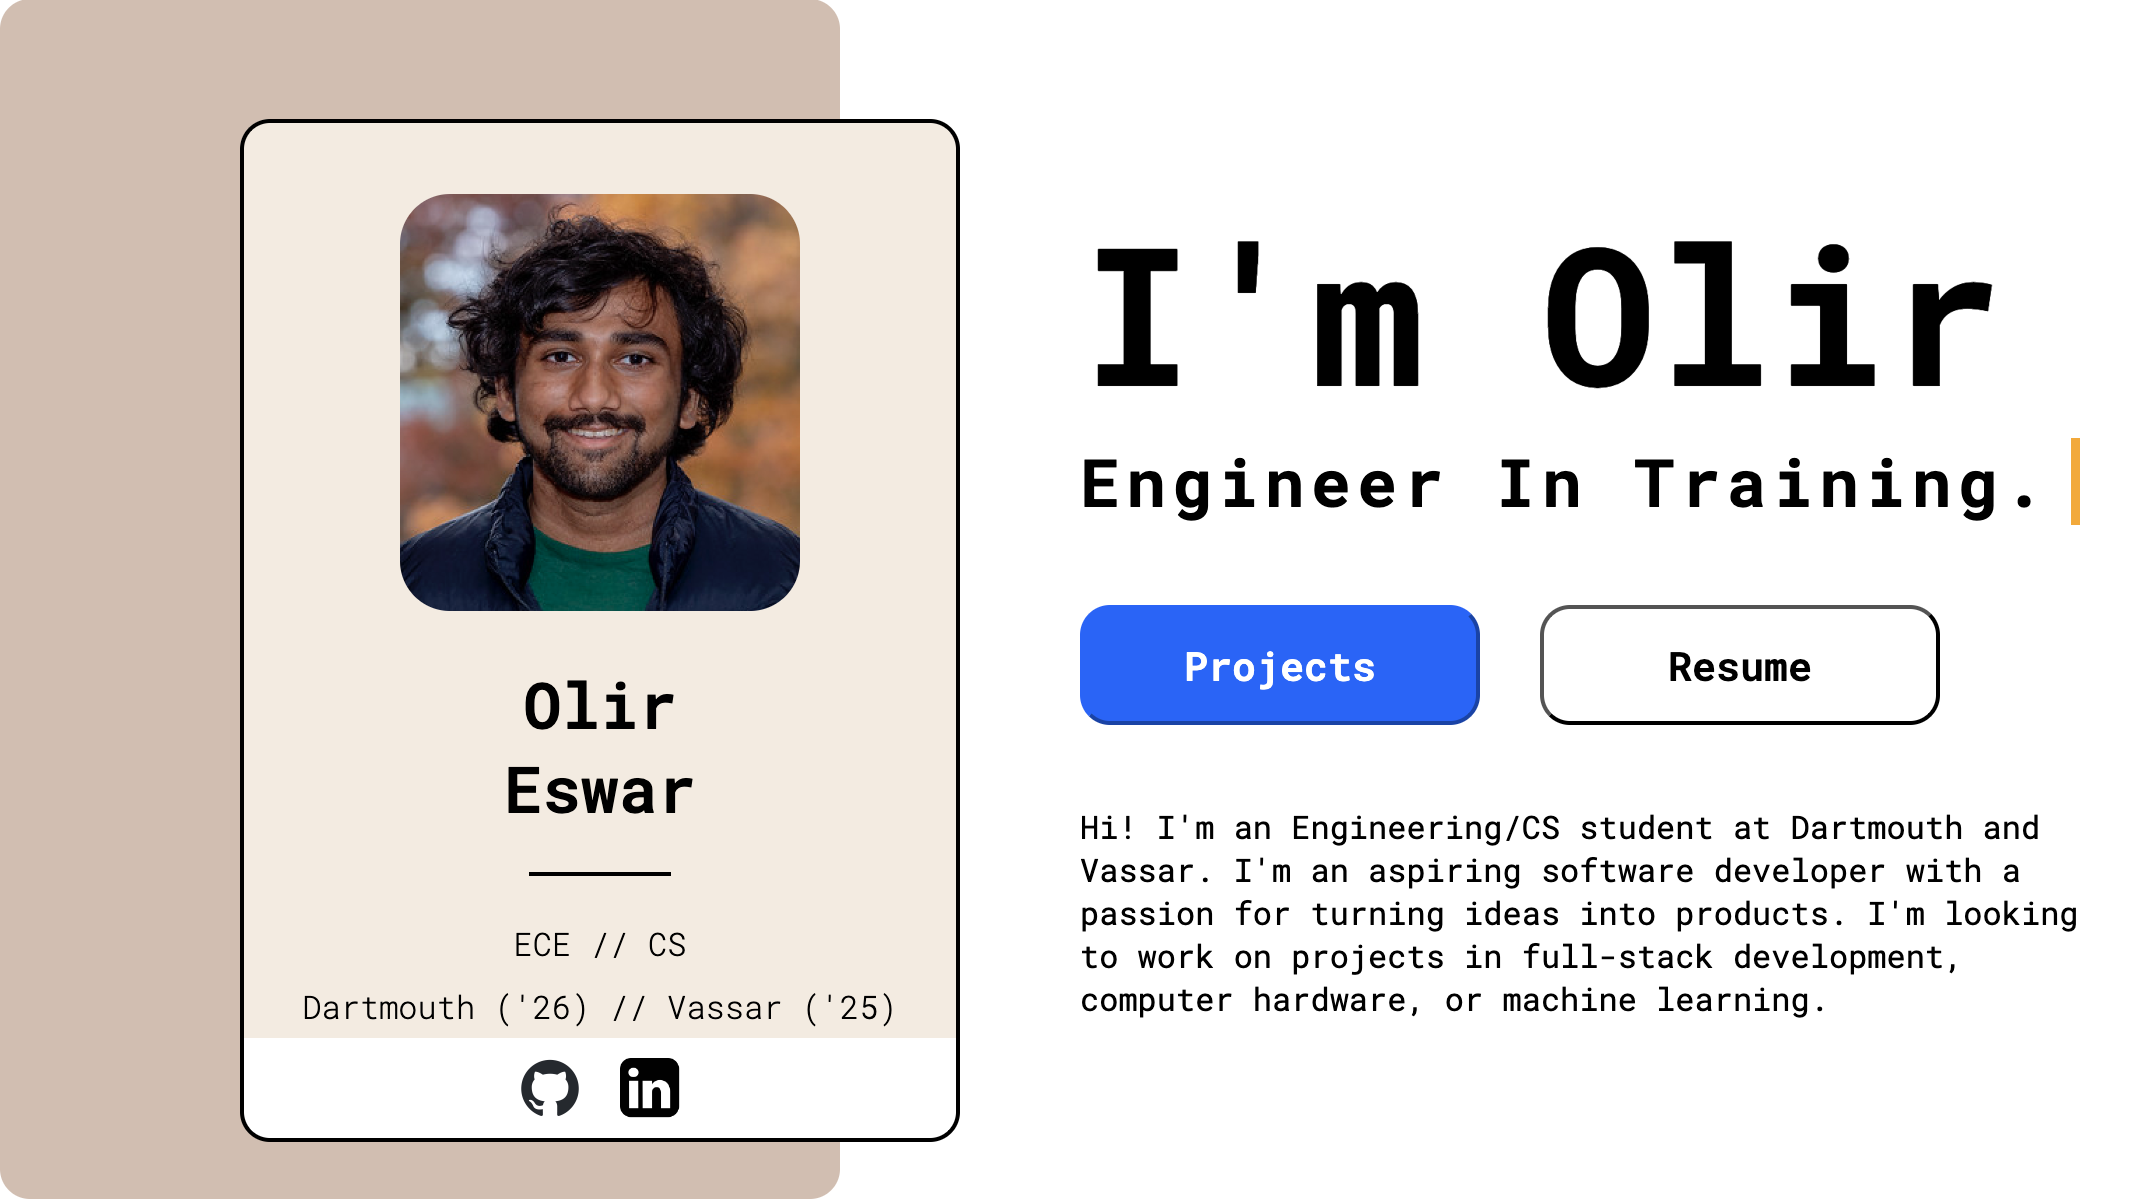 Olir
Eswar
ECE // CS
Dartmouth ('26) // Vassar ('25)
in
I'm Olir
Engineer In Training.
Projects
Resume
Hi! I'm an Engineering/CS student at Dartmouth and
Vassar. I'm an aspiring software developer with a
passion for turning ideas into products. I'm looking
to work on projects in full-stack development,
computer hardware, or machine learning.